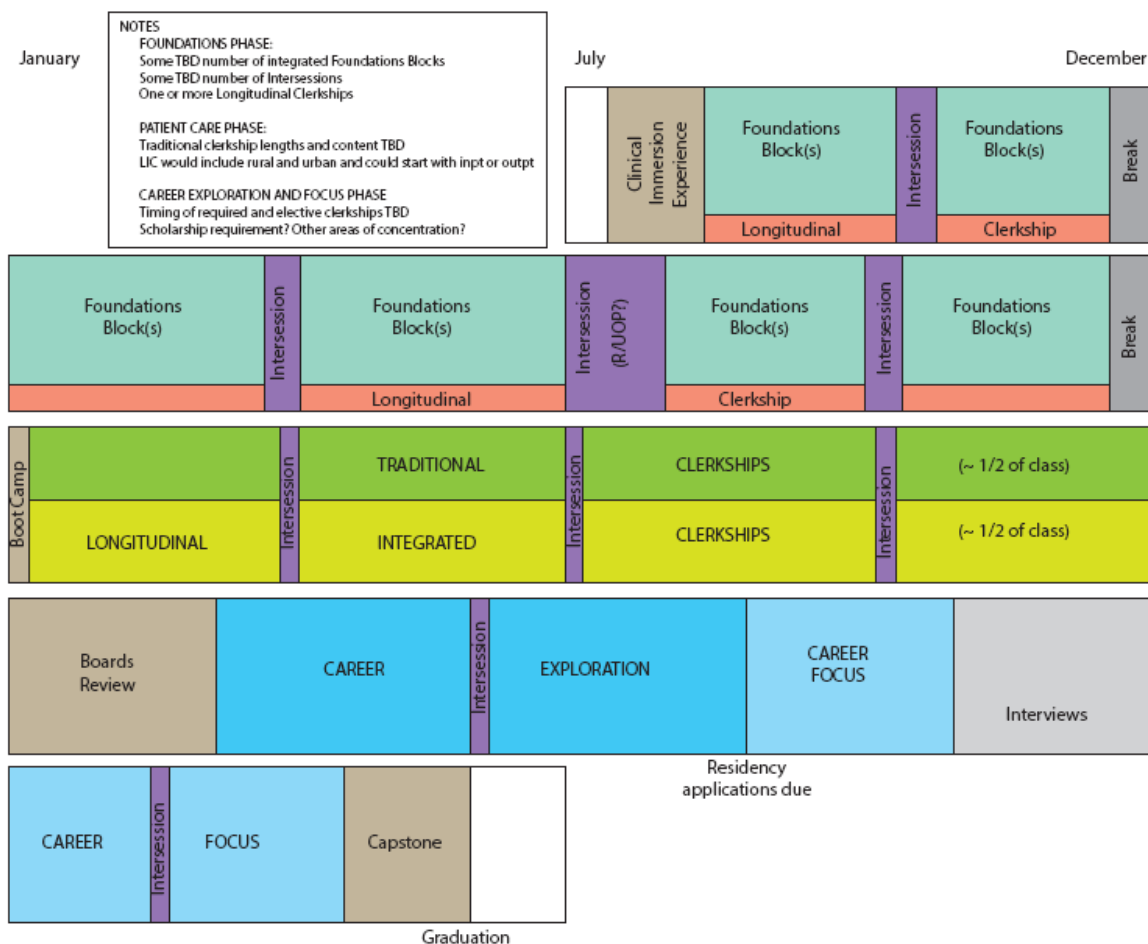 NOTES
FOUNDATIONS PHASE:
Some TBD number of integrated Foundations Blocks
Some TBD number of Intersessions
One or more Longitudinal Clerkships
PATIENT CARE PHASE:
Traditional clerkship lengths and content TBD
LIC would include rural and urban and could start with inpt or outpt
CAREER EXPLORATION AND FOCUS PHASE
Timing of required and elective clerkships TBD
Scholarship requirement? Other areas of concentration?
January
July
December
Clinical
Immersion
Experience
Foundations
Block(s)
Longitudinal
Intersession
Foundations
Block(s)
Clerkship
Break
Foundations
Block(s)
Intersession
Foundations
Block(s)
Longitudinal
Intersession
(R/UOP?)
Foundations
Block(s)
Clerkship
Intersession
Foundations
Block(s)
Break
Boot Camp
Intersession
TRADITIONAL
Intersession
CLERKSHIPS
Intersession
(~ 1/2 of class)
LONGITUDINAL
INTEGRATED
CLERKSHIPS
(~ 1/2 of class)
Boards
Review
CAREER
Intersession
EXPLORATION
CAREER
FOCUS
Interviews
Residency
applications due
CAREER
Intersession
FOCUS
Capstone
Graduation